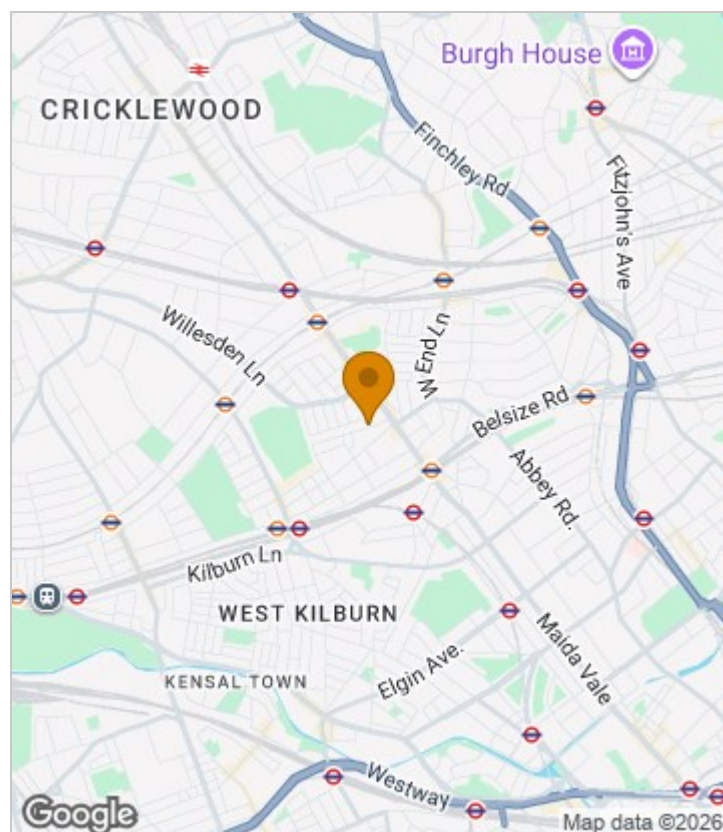 Burgh House
CRICKLEWOOD
Finchley Rd
Fitzjohn's Ave
Willesden Ln
W End Ln
Belsize Rd
Abbey Rd.
Kilburn Ln
WEST KILBURN
Maida Vale
Elgin Ave.
KENSAL TOWN
Westway
Google
Map data ©2026